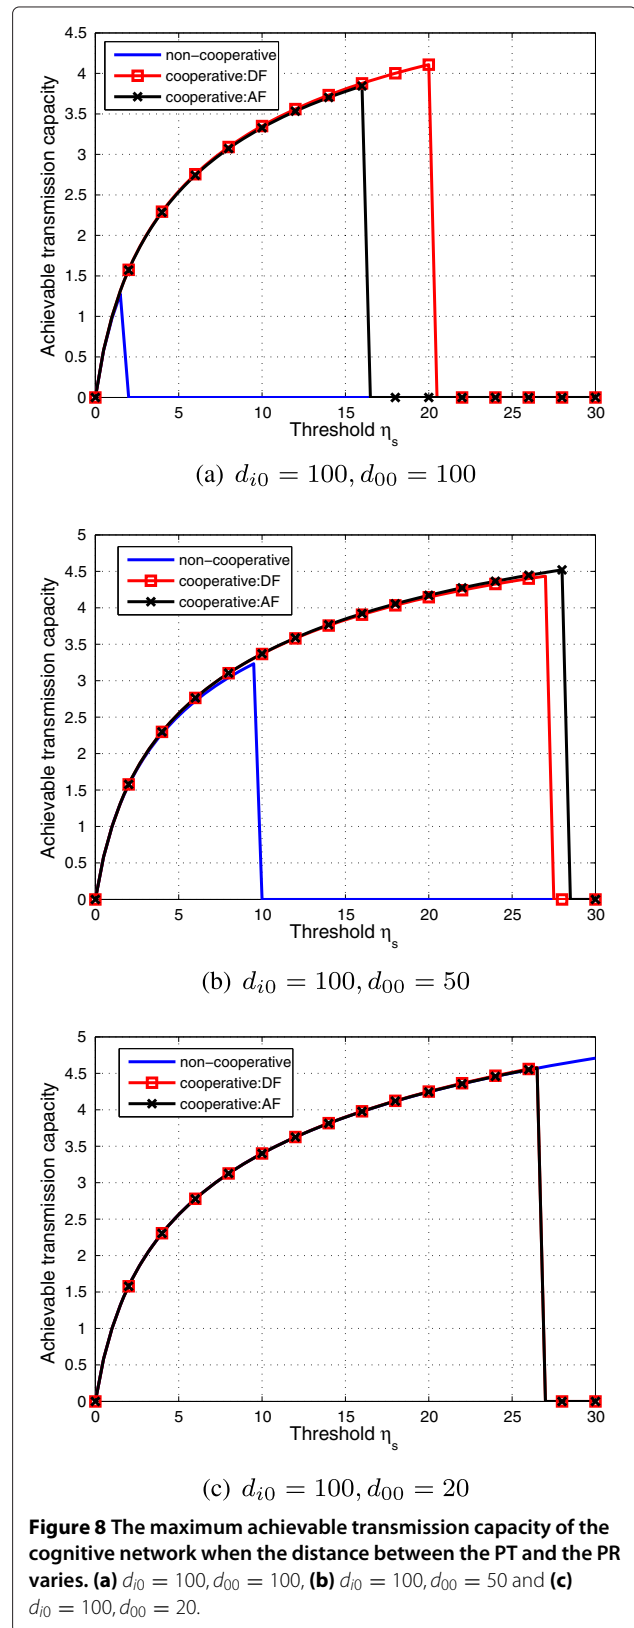 4.5
4
3.5
3
2.5
2
1.5
1
0.5
0
Achievable transmission capacity
non−cooperative
cooperative:DF
cooperative:AF
0 5 10 15 20 25 30
Threshold η_s
(a) d_{i0} = 100, d_{00} = 100
5
4.5
4
3.5
3
2.5
2
1.5
1
0.5
0
Achievable transmission capacity
non−cooperative
cooperative:DF
cooperative:AF
0 5 10 15 20 25 30
Threshold η_s
(b) d_{i0} = 100, d_{00} = 50
5
4.5
4
3.5
3
2.5
2
1.5
1
0.5
0
Achievable transmission capacity
non−cooperative
cooperative:DF
cooperative:AF
0 5 10 15 20 25 30
Threshold η_s
(c) d_{i0} = 100, d_{00} = 20
Figure 8 The maximum achievable transmission capacity of the
cognitive network when the distance between the PT and the PR
varies. (a) d_{i0} = 100, d_{00} = 100, (b) d_{i0} = 100, d_{00} = 50 and (c)
d_{i0} = 100, d_{00} = 20.